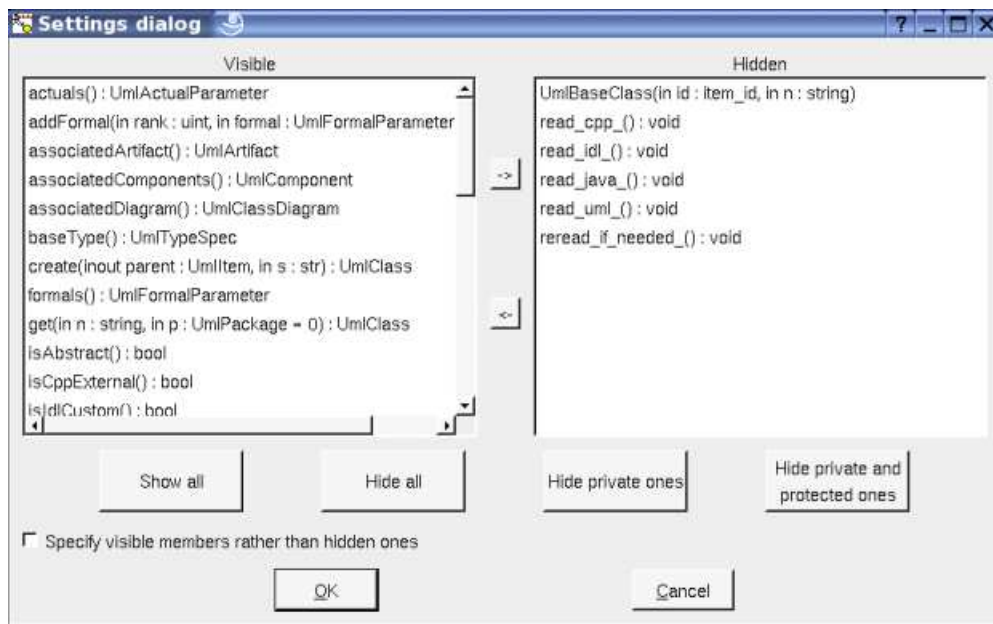 Settings dialog
?
Visible
actuals() : UmlActualParameter
addFormal(in rank : uint, in formal : UmlFormalParameter
associatedArtifact() : UmlArtifact
associatedComponents() : UmlComponent
associatedDiagram() : UmlClassDiagram
baseType() : UmlTypeSpec
create(inout parent : UmlItem, in s : str) : UmlClass
formals() : UmlFormalParameter
get(in n : string, in p : UmlPackage = 0) : UmlClass
isAbstract() : bool
isCppExternal() : bool
isIdlCustom() : bool
->
<-
Hidden
UmlBaseClass(in id : item_id, in n : string)
read_cpp_() : void
read_idl_() : void
read_java_() : void
read_uml_() : void
reread_if_needed_() : void
Show all
Hide all
Hide private ones
Hide private and
protected ones
Specify visible members rather than hidden ones
OK
Cancel